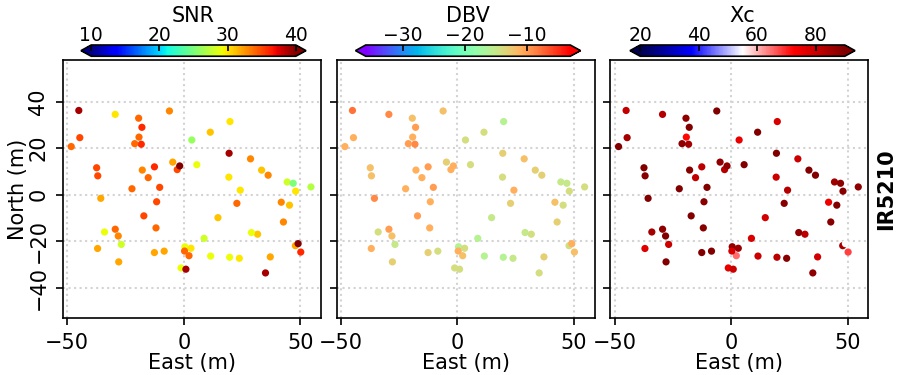 SNR DBV Xc
10 20 30 40 −30 −20 −10 20 40 60 80
40
20
0
−20
−40
North (m)
IR5210
−50 0 50 −50 0 50 −50 0 50
East (m) East (m) East (m)